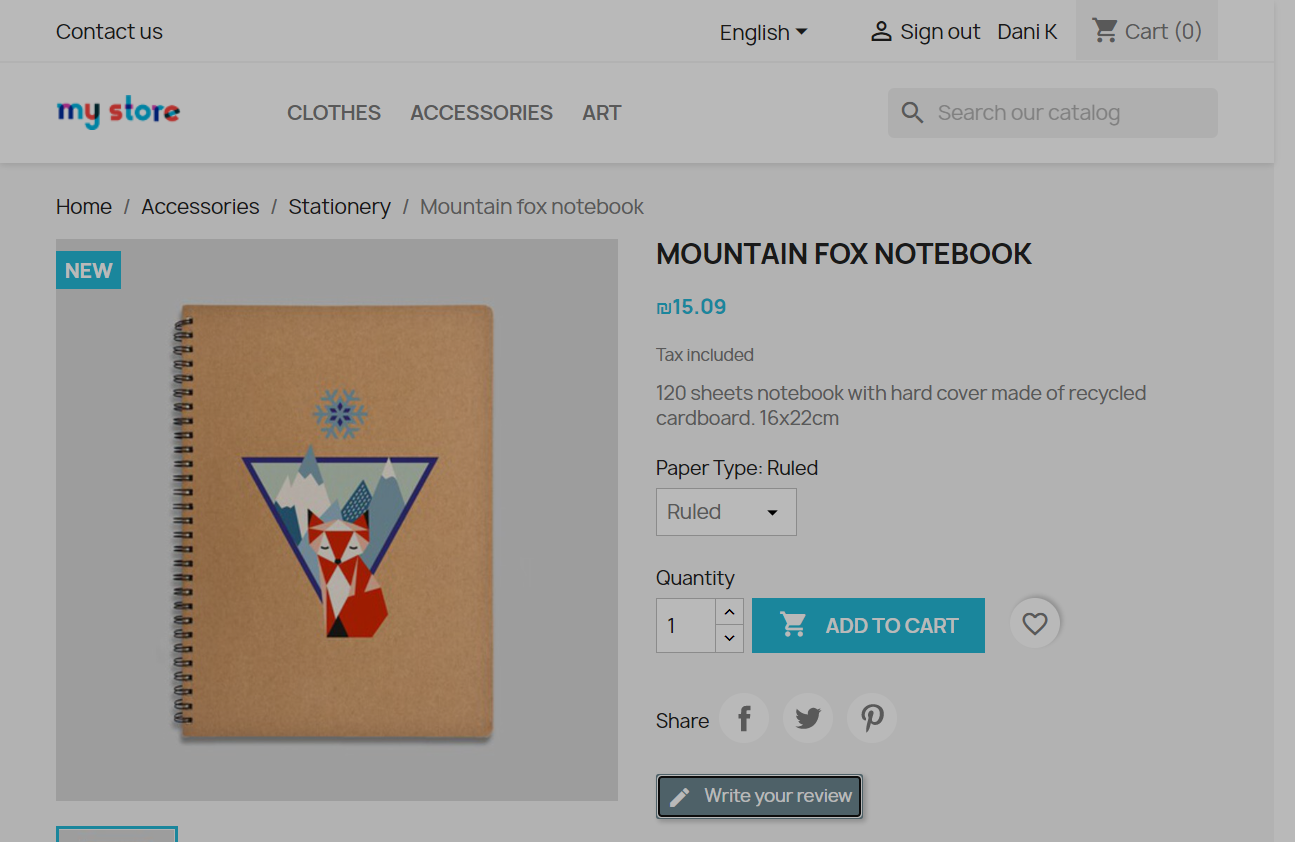 Contact us
English
Sign out
Dani K
Cart (0)
my store
CLOTHES
ACCESSORIES
ART
Search our catalog
Home / Accessories / Stationery / Mountain fox notebook
NEW
MOUNTAIN FOX NOTEBOOK
₪15.09
Tax included
120 sheets notebook with hard cover made of recycled
cardboard. 16x22cm
Paper Type: Ruled
Ruled
Quantity
1
ADD TO CART
Share
Write your review